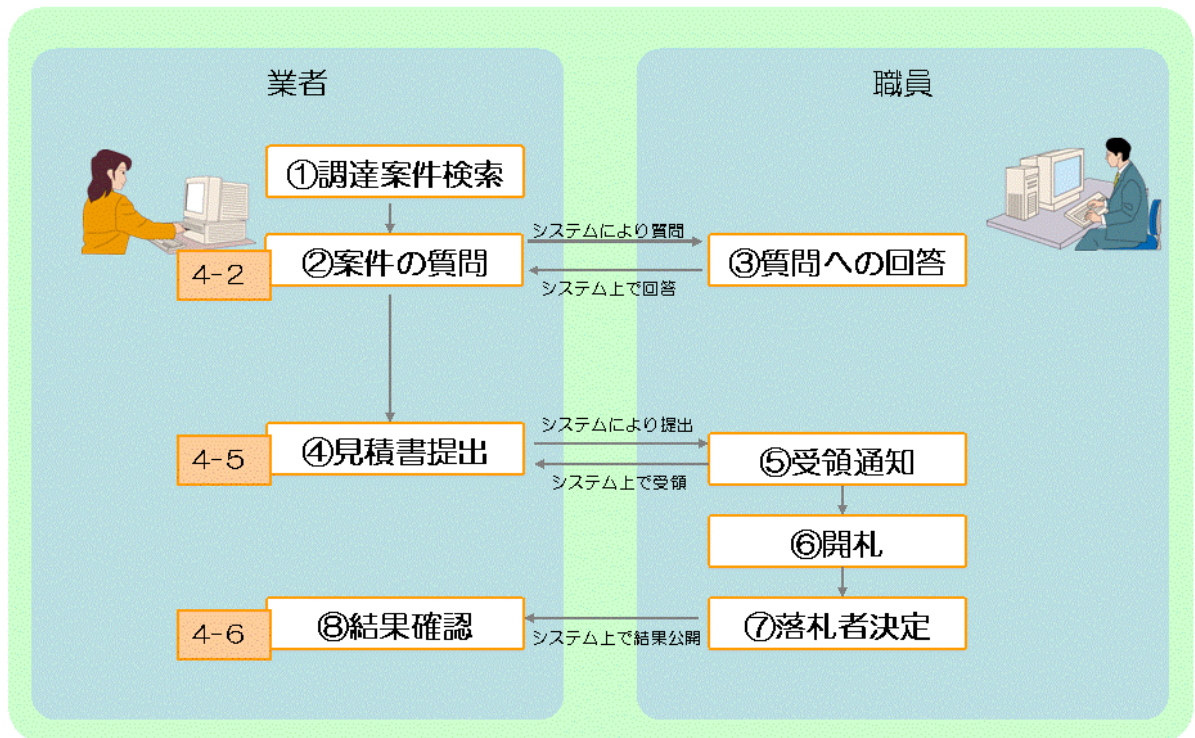 業者
職員
①調達案件検索
システムにより質問
4-2
②案件の質問
③質問への回答
システム上で回答
システムにより提出
4-5
④見積書提出
⑤受領通知
システム上で受領
⑥開札
4-6
⑧結果確認
⑦落札者決定
システム上で結果公開